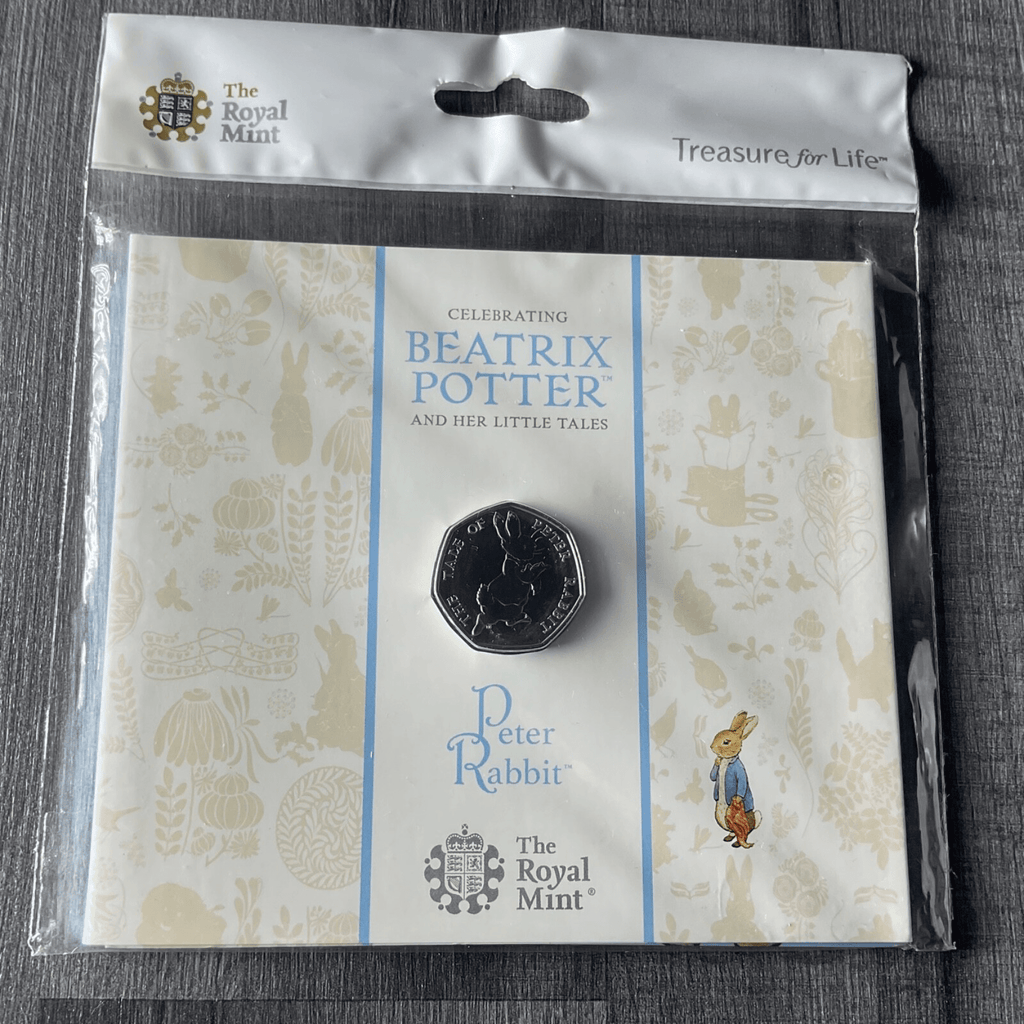 The
Royal
Mint
Treasure for Life™
CELEBRATING
BEATRIX
POTTER™
AND HER LITTLE TALES
THE TALE OF PETER RABBIT
Peter
Rabbit™
The
Royal
Mint®